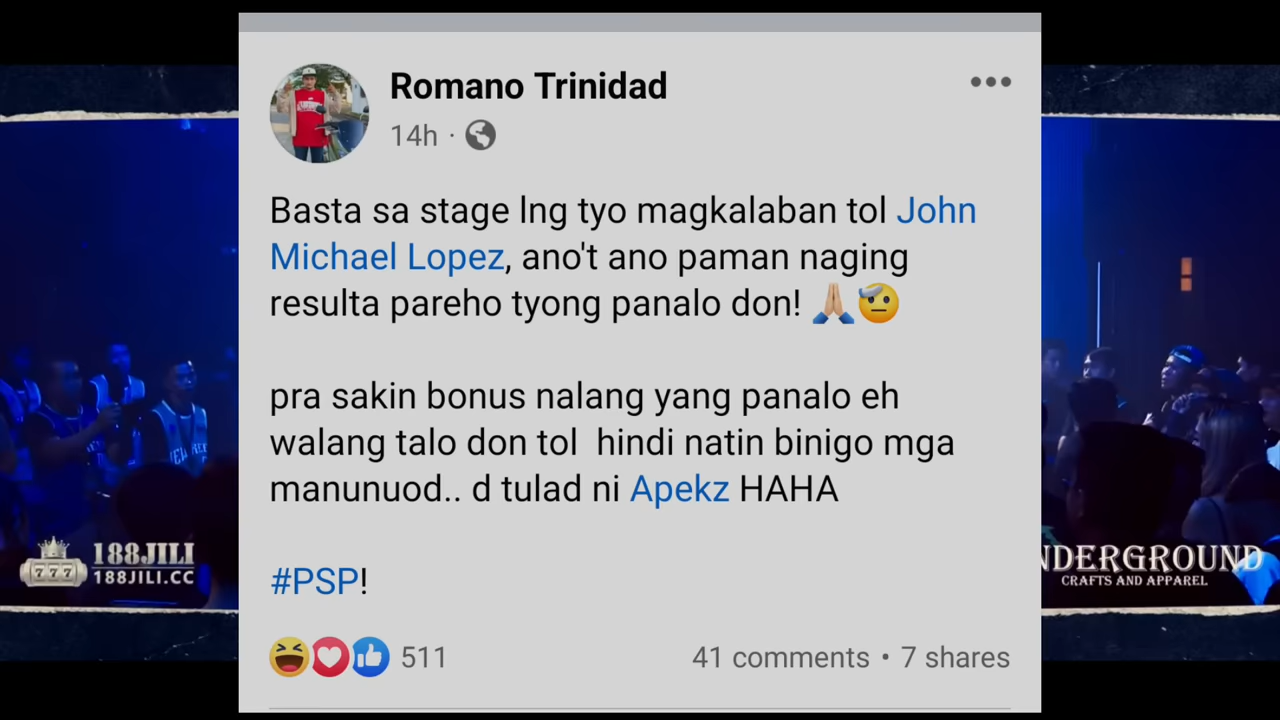 Romano Trinidad
14h ·
Basta sa stage lng tyo magkalaban tol John
Michael Lopez, ano't ano paman naging
resulta pareho tyong panalo don! 🙏🏼🫡
pra sakin bonus nalang yang panalo eh
walang talo don tol  hindi natin binigo mga
manunuod.. d tulad ni Apekz HAHA
#PSP!
511
41 comments • 7 shares
777
188JILI
188JILI.CC
NDERGROUND
CRAFTS AND APPAREL